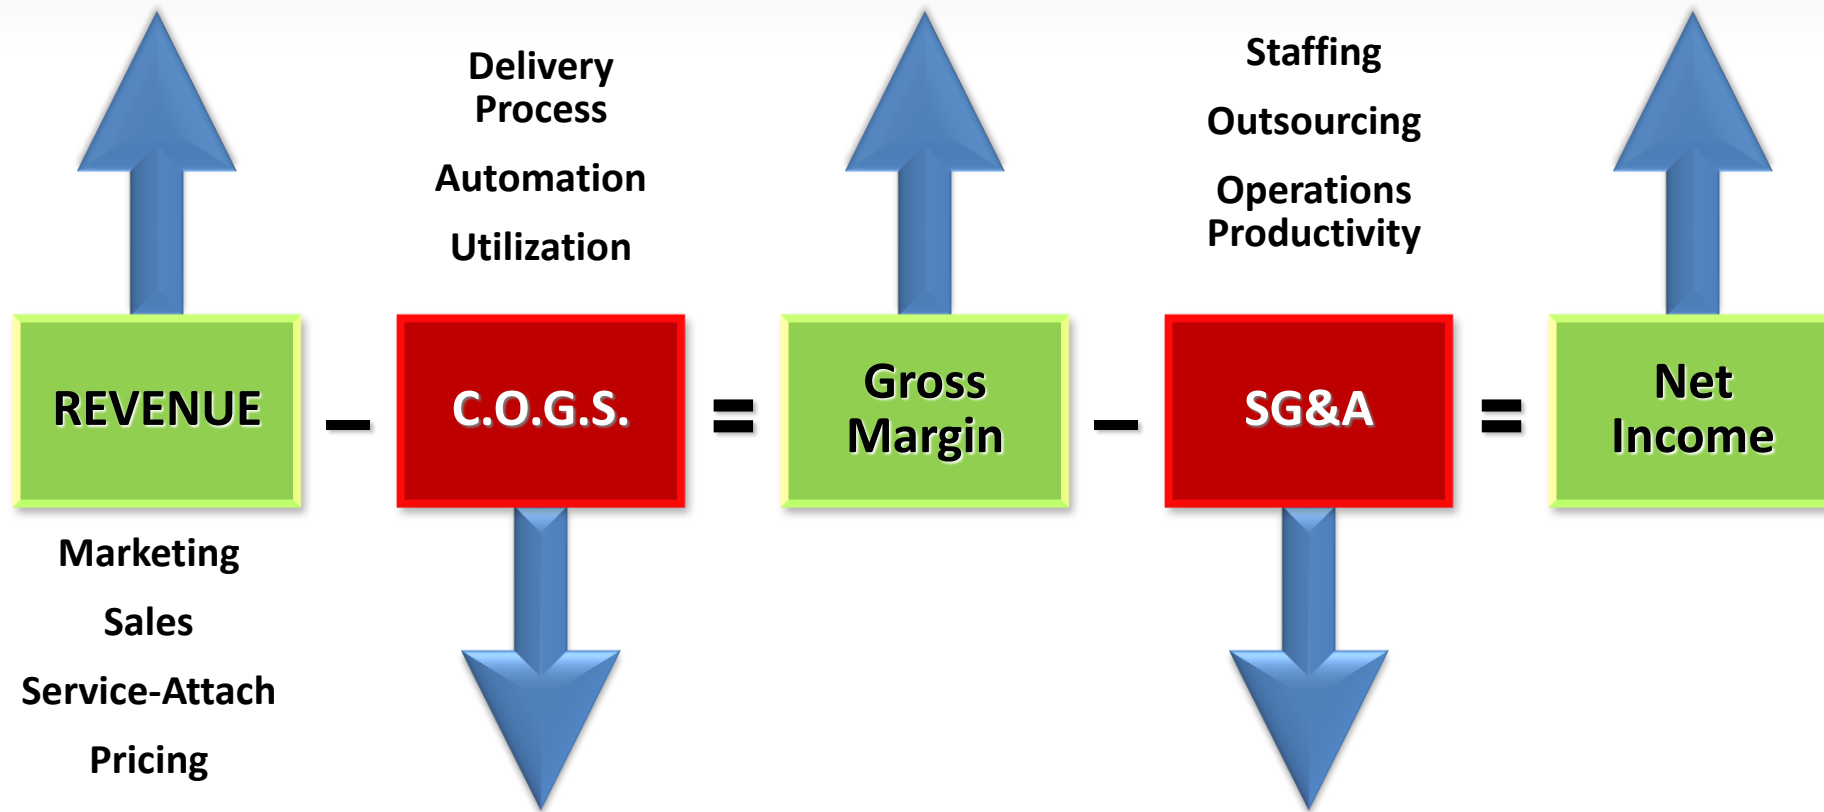 Delivery
Process
Automation
Utilization
Staffing
Outsourcing
Operations
Productivity
REVENUE
–
C.O.G.S.
=
Gross
Margin
–
SG&A
=
Net
Income
Marketing
Sales
Service-Attach
Pricing